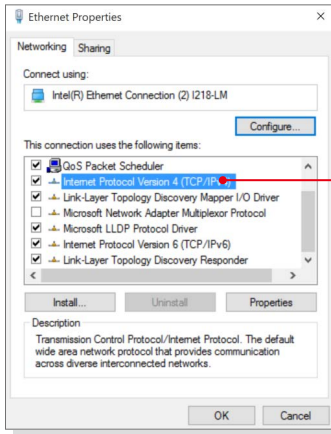 Ethernet Properties
Networking Sharing
Connect using:
Intel(R) Ethernet Connection (2) I218-LM
Configure...
This connection uses the following items:
QoS Packet Scheduler
Internet Protocol Version 4 (TCP/IPv4)
Link-Layer Topology Discovery Mapper I/O Driver
Microsoft Network Adapter Multiplexor Protocol
Microsoft LLDP Protocol Driver
Internet Protocol Version 6 (TCP/IPv6)
Link-Layer Topology Discovery Responder
Install... Uninstall Properties
Description
Transmission Control Protocol/Internet Protocol. The default
wide area network protocol that provides communication
across diverse interconnected networks.
OK Cancel